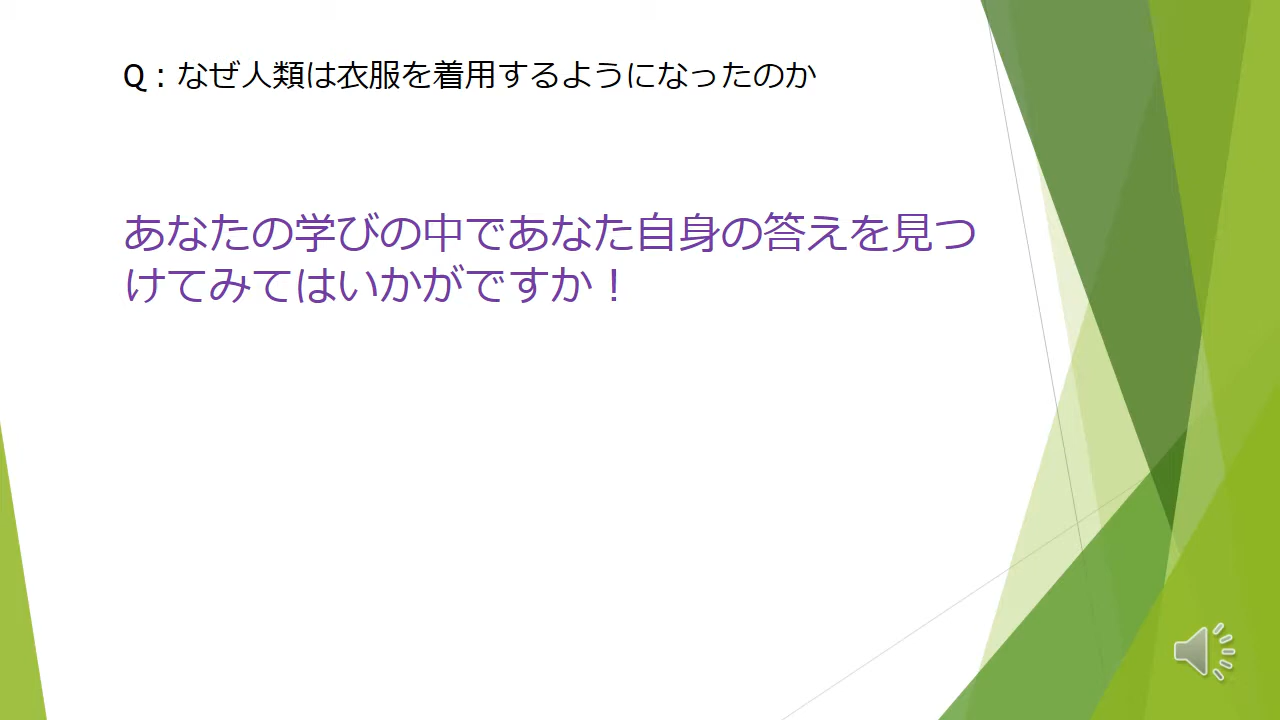 Q：なぜ人類は衣服を着用するようになったのか
あなたの学びの中であなた自身の答えを見つ
けてみてはいかがですか！